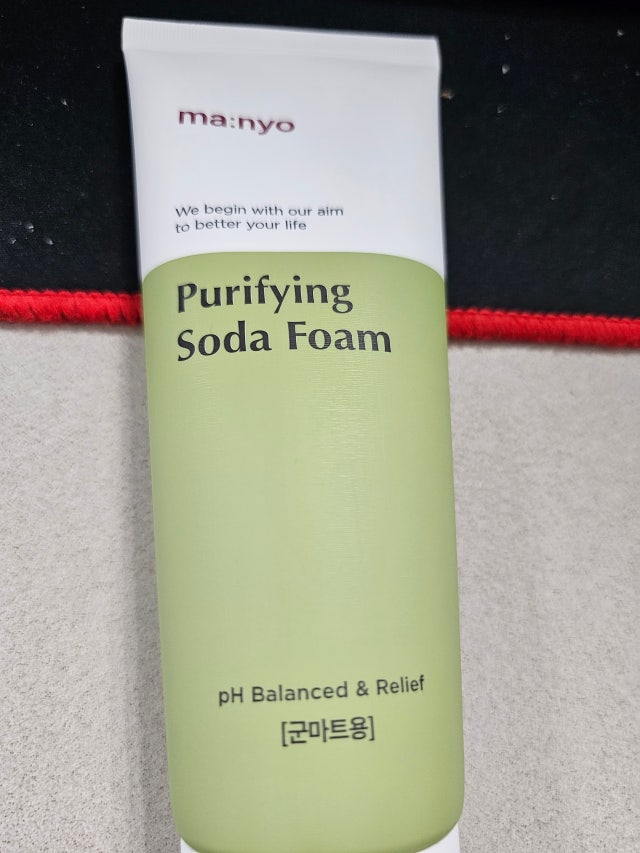 ma:nyo
We begin with our aim
to better your life
Purifying
Soda Foam
pH Balanced & Relief
[군마트용]